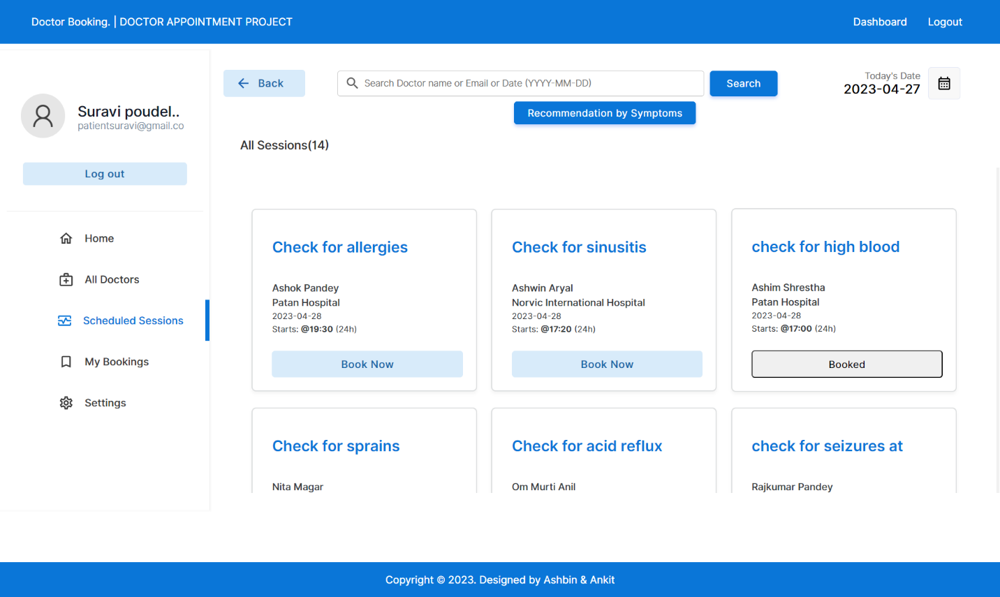 Doctor Booking. | DOCTOR APPOINTMENT PROJECT
Dashboard
Logout
Suravi poudel..
patientsuravi@gmail.co
Log out
Home
All Doctors
Scheduled Sessions
My Bookings
Settings
Back
Search Doctor name or Email or Date (YYYY-MM-DD)
Search
Today's Date
2023-04-27
Recommendation by Symptoms
All Sessions(14)
Check for allergies
Ashok Pandey
Patan Hospital
2023-04-28
Starts: @19:30 (24h)
Book Now
Check for sinusitis
Ashwin Aryal
Norvic International Hospital
2023-04-28
Starts: @17:20 (24h)
Book Now
check for high blood
Ashim Shrestha
Patan Hospital
2023-04-28
Starts: @17:00 (24h)
Booked
Check for sprains
Nita Magar
Check for acid reflux
Om Murti Anil
check for seizures at
Rajkumar Pandey
Copyright © 2023. Designed by Ashbin & Ankit